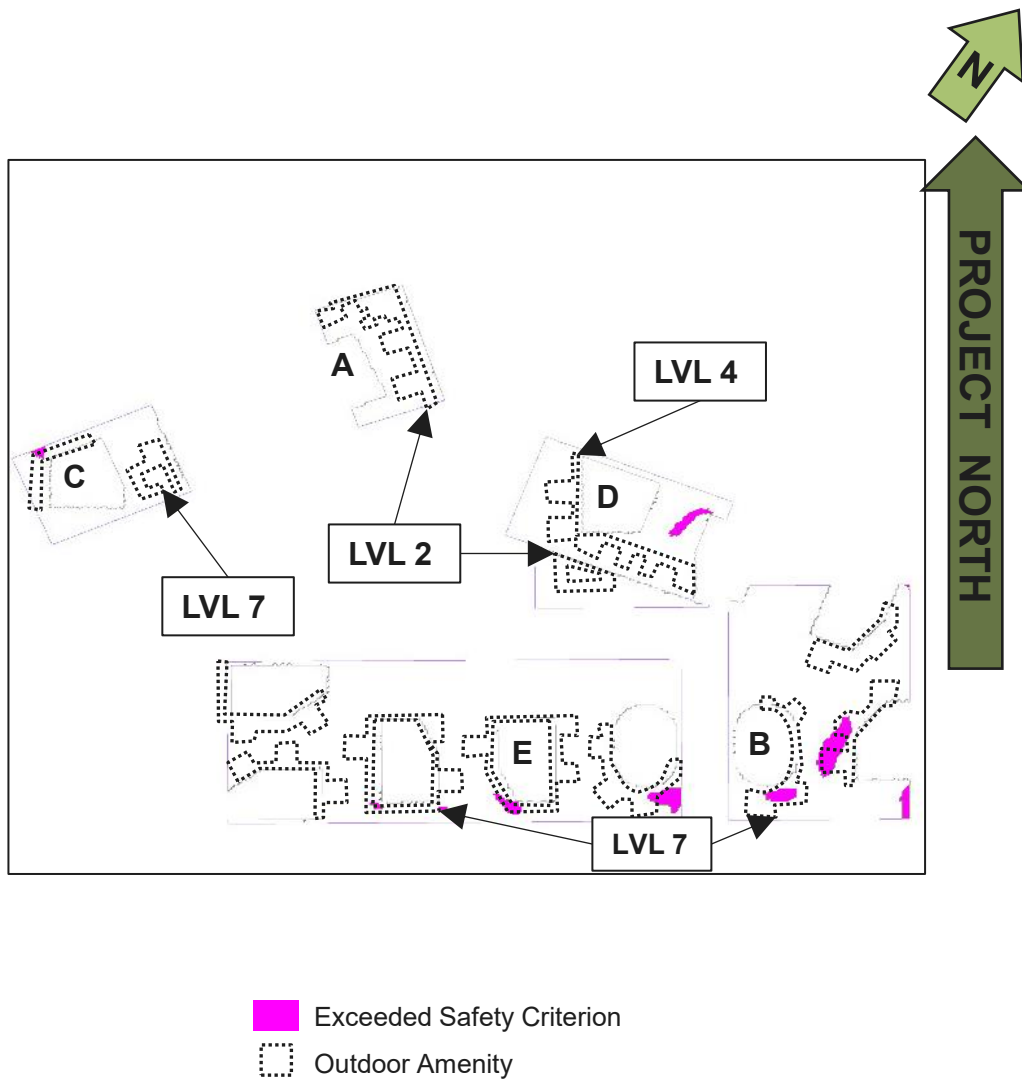 N
PROJECT NORTH
A
LVL 4
C
D
LVL 2
LVL 7
E
B
LVL 7
Exceeded Safety Criterion
Outdoor Amenity